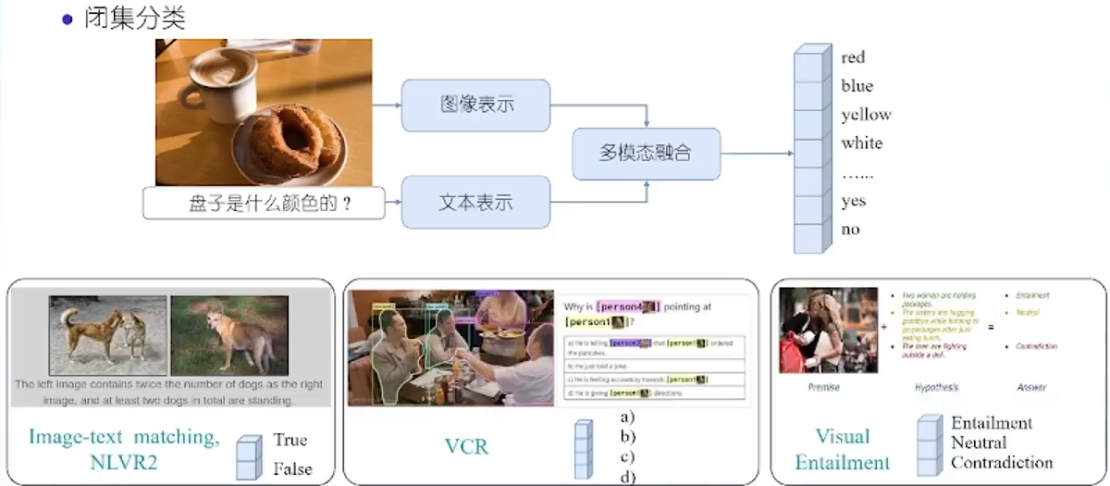 闭集分类
图像表示
盘子是什么颜色的？
文本表示
多模态融合
red
blue
yellow
white
......
yes
no
The left image contains twice the number of dogs as the right
image, and at least two dogs in total are standing.
Image-text matching,
NLVR2
True
False
Why is [person4] pointing at
[person1]?
a) He is telling [person3] that [person1] ordered
the pancakes.
b) He just told a joke.
c) He is feeling accusatory towards [person1]
d) He is giving [person1] directions.
VCR
a)
b)
c)
d)
+
Two woman are holding
packages.
The sisters are hugging
goodbye while holding to
go packages after just
eating lunch.
The men are fighting
outside a deli.
=
Entailment
Neutral
Contradiction
Premise
Hypothesis
Answer
Visual
Entailment
Entailment
Neutral
Contradiction